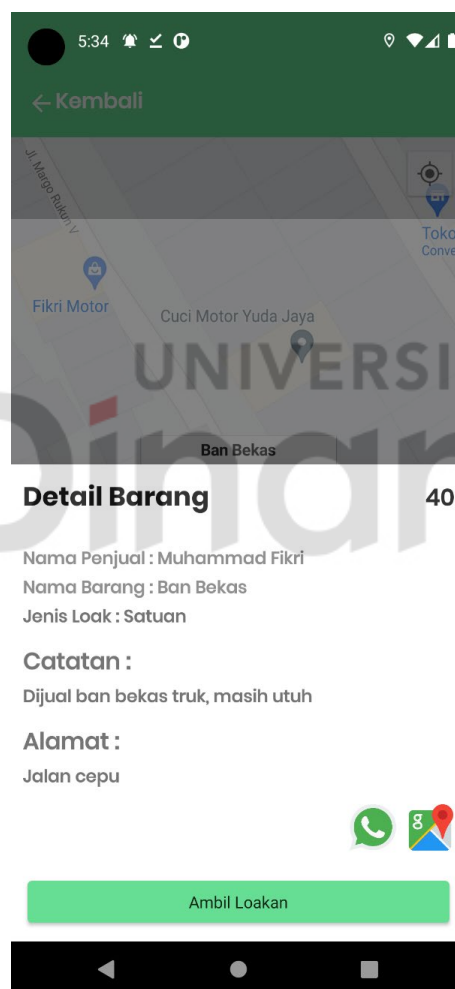 5:34
Kembali
Jl. Margo Rukun V
Toko
Conve
Fikri Motor
Cuci Motor Yuda Jaya
UNIVERSI
Dinar
Ban Bekas
Detail Barang
40
Nama Penjual : Muhammad Fikri
Nama Barang : Ban Bekas
Jenis Loak : Satuan
Catatan :
Dijual ban bekas truk, masih utuh
Alamat :
Jalan cepu
Ambil Loakan